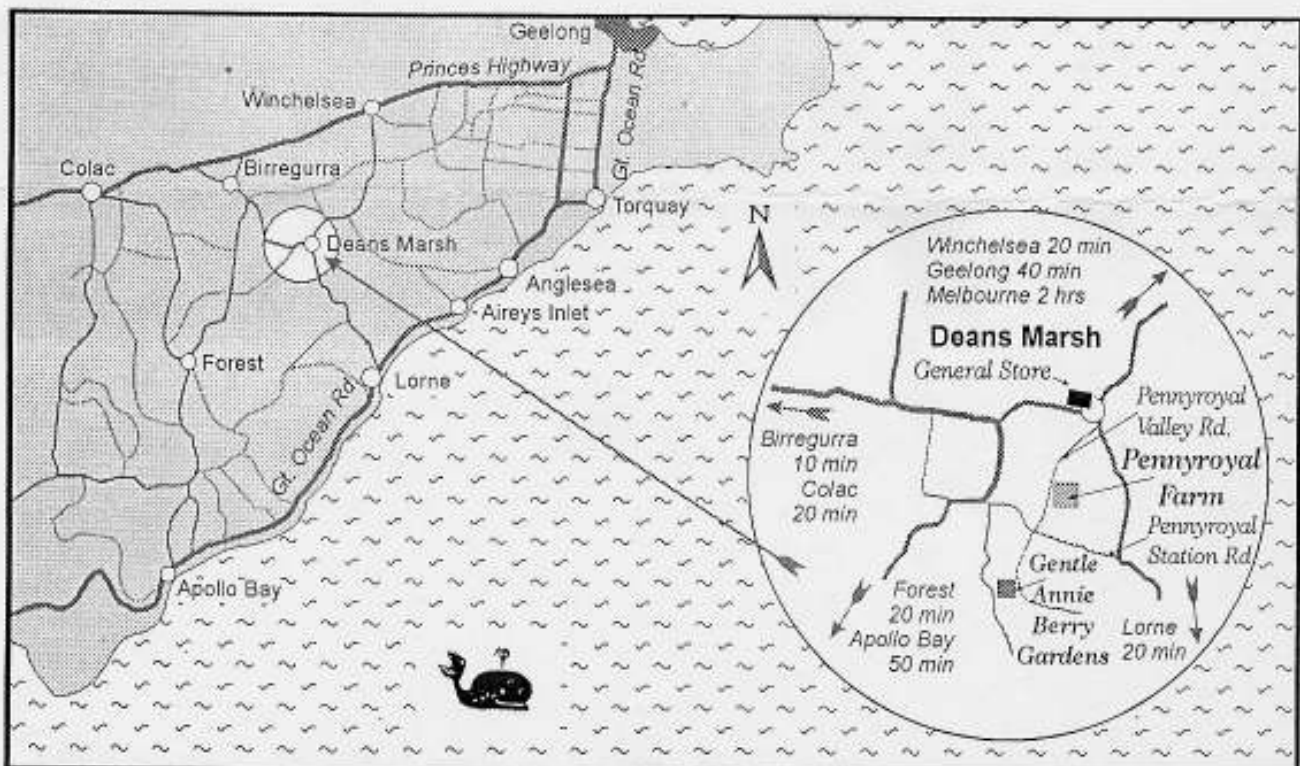 Geelong
Princes Highway
Gt. Ocean Rd
Winchelsea
Colac
Birregurra
Torquay
Deans Marsh
Anglesea
Aireys Inlet
Forest
Lorne
Gt. Ocean Rd.
Apollo Bay
N
Winchelsea 20 min
Geelong 40 min
Melbourne 2 hrs
Deans Marsh
General Store
Pennyroyal
Valley Rd.
Pennyroyal
Farm
Pennyroyal
Station Rd.
Birregurra
10 min
Colac
20 min
Gentle
Annie
Berry
Gardens
Forest
20 min
Apollo Bay
50 min
Lorne
20 min